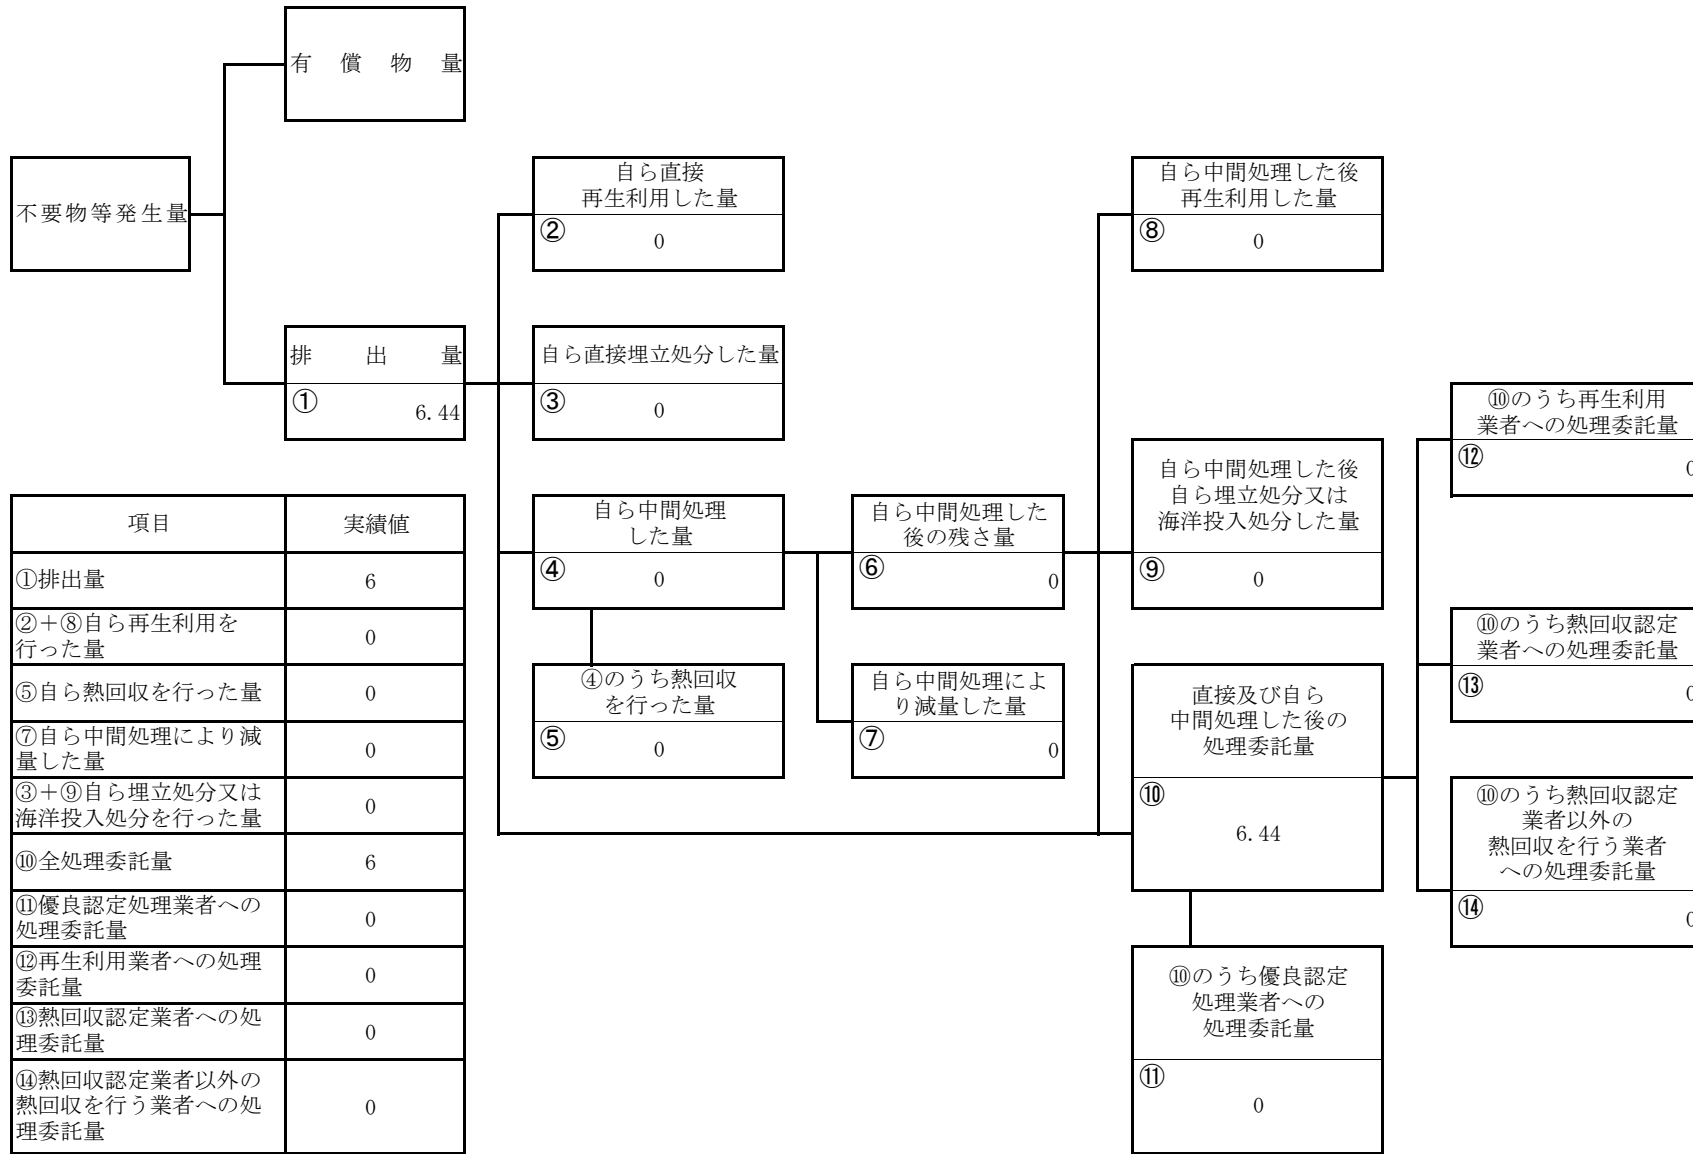 有償物量
不要物等発生量
排出量
①
6.44
自ら直接
再生利用した量
②
0
自ら直接埋立処分した量
③
0
自ら中間処理
した量
④
0
④のうち熱回収
を行った量
⑤
0
自ら中間処理した
後の残さ量
⑥
0
自ら中間処理によ
り減量した量
⑦
0
自ら中間処理した後
再生利用した量
⑧
0
自ら中間処理した後
自ら埋立処分又は
海洋投入処分した量
⑨
0
直接及び自ら
中間処理した後の
処理委託量
⑩
6.44
⑩のうち優良認定
処理業者への
処理委託量
⑪
0
⑩のうち再生利用
業者への処理委託量
⑫
0
⑩のうち熱回収認定
業者への処理委託量
⑬
0
⑩のうち熱回収認定
業者以外の
熱回収を行う業者
への処理委託量
⑭
0
項目 実績値
①排出量 6
②＋⑧自ら再生利用を
行った量 0
⑤自ら熱回収を行った量 0
⑦自ら中間処理により減
量した量 0
③＋⑨自ら埋立処分又は
海洋投入処分を行った量 0
⑩全処理委託量 6
⑪優良認定処理業者への
処理委託量 0
⑫再生利用業者への処理
委託量 0
⑬熱回収認定業者への処
理委託量 0
⑭熱回収認定業者以外の
熱回収を行う業者への処
理委託量 0